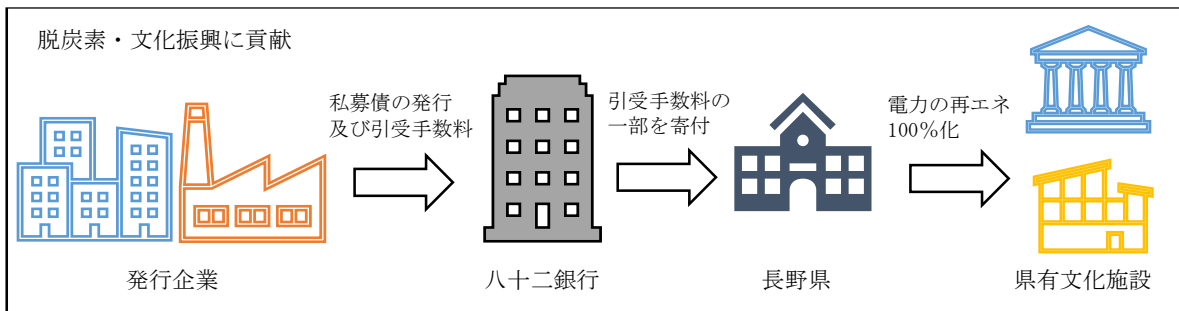 脱炭素・文化振興に貢献
私募債の発行
及び引受手数料
引受手数料の
一部を寄付
電力の再エネ
100％化
発行企業
八十二銀行
長野県
県有文化施設